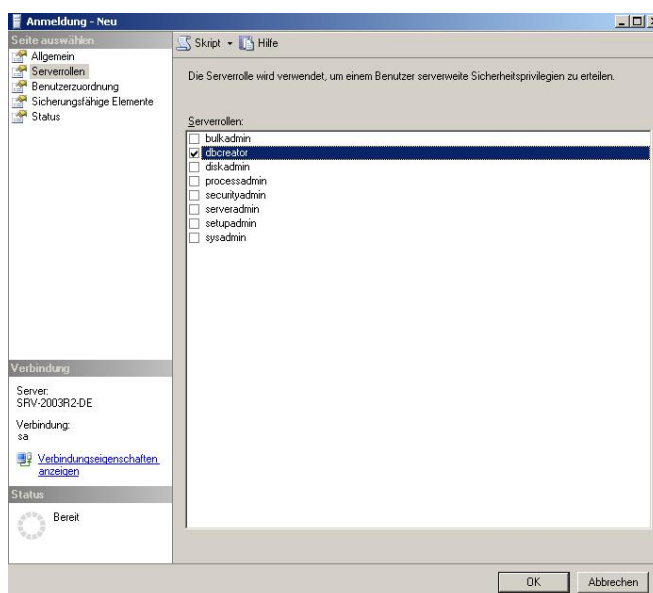 Anmeldung - Neu
Seite auswählen
Allgemein
Serverrollen
Benutzerzuordnung
Sicherungsfähige Elemente
Status
Verbindung
Server:
SRV-2003R2-DE
Verbindung:
sa
Verbindungseigenschaften
anzeigen
Status
Bereit
Skript Hilfe
Die Serverrolle wird verwendet, um einem Benutzer serverweite Sicherheitsprivilegien zu erteilen.
Serverrollen:
bulkadmin
dbcreator
diskadmin
processadmin
securityadmin
serveradmin
setupadmin
sysadmin
OK Abbrechen